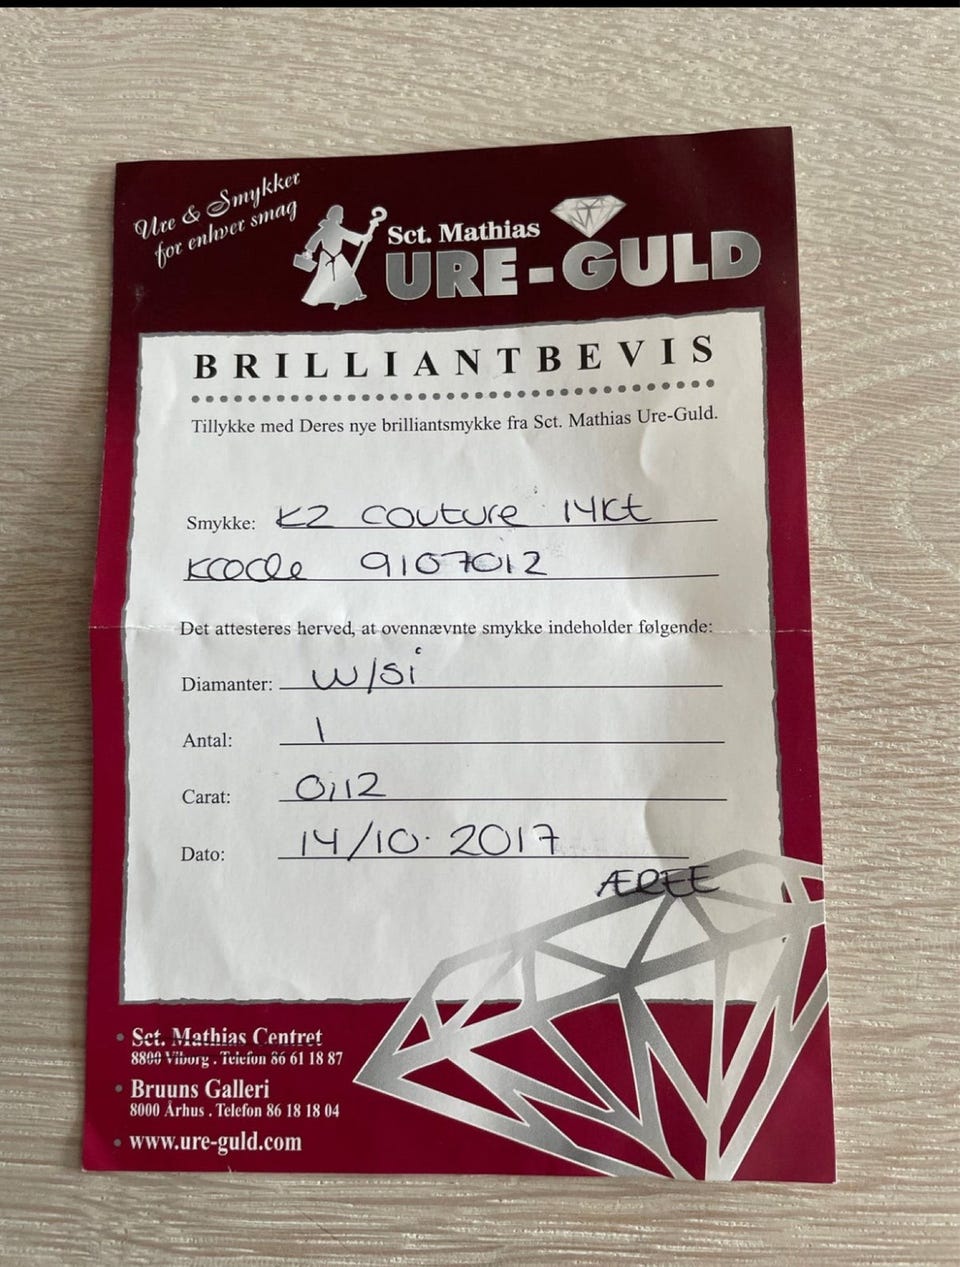 Ure & Smykker
for enhver smag
Sct. Mathias
URE-GULD
BRILLIANTBEVIS
Tillykke med Deres nye brilliantsmykke fra Sct. Mathias Ure-Guld.
Smykke: K2 couture 14kt
9107012
Det attesteres herved, at ovennævnte smykke indeholder følgende:
Diamanter: w/si
Antal: 1
Carat: 0,12
Dato: 14/10. 2017
• Sct. Mathias Centret
8800 Viborg . Telefon 86 61 18 87
• Bruuns Galleri
8000 Århus . Telefon 86 18 18 04
• www.ure-guld.com